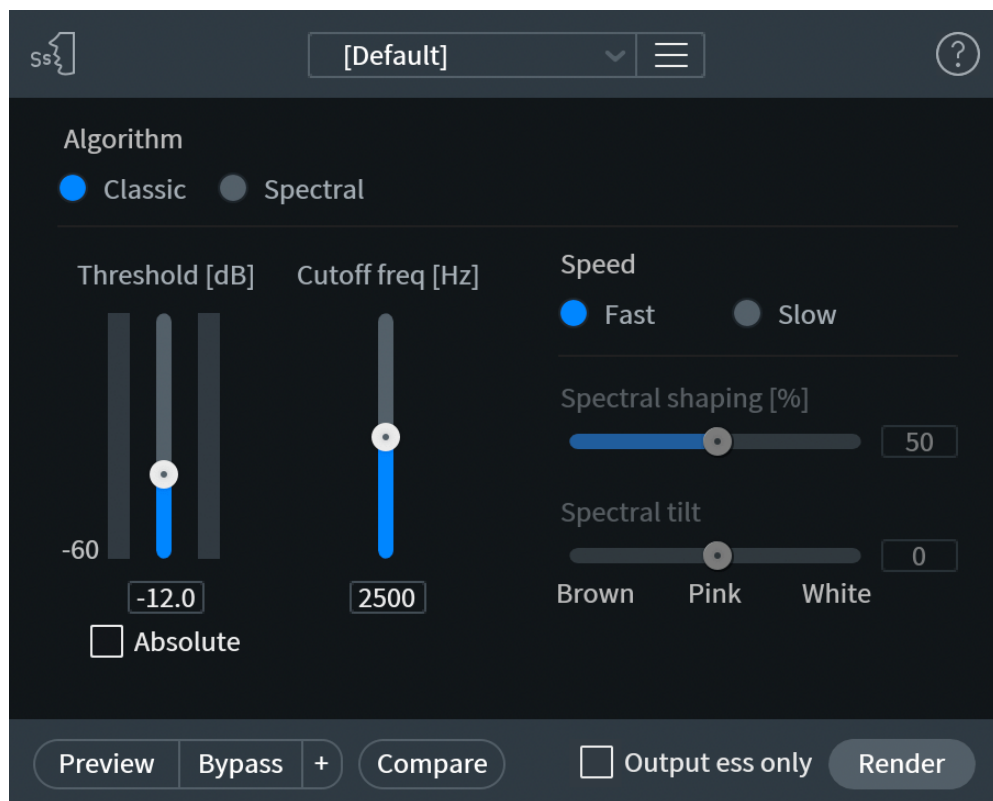 Ss
[Default]
?
Algorithm
Classic Spectral
Threshold [dB] Cutoff freq [Hz]
-60
-12.0 2500
Absolute
Speed
Fast Slow
Spectral shaping [%]
50
Spectral tilt
0
Brown Pink White
Preview Bypass + Compare Output ess only Render